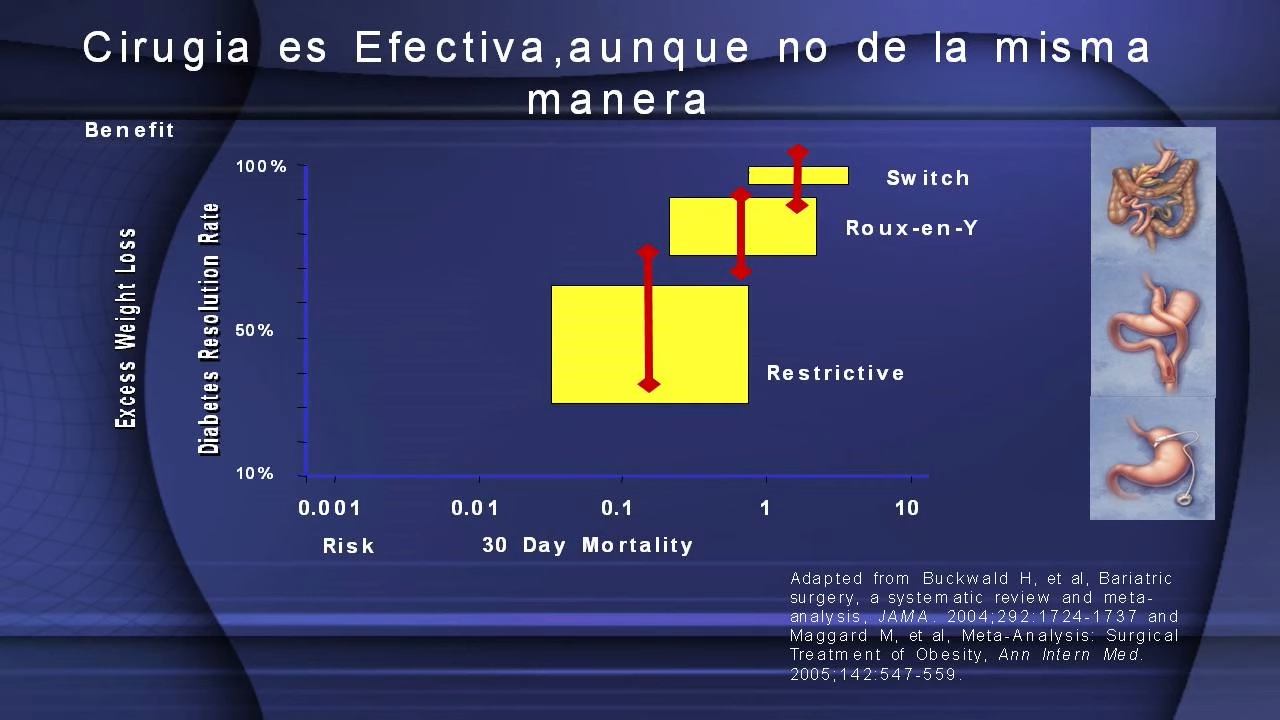 Cirugia es Efectiva,aunque no de la misma
manera
Benefit
Excess Weight Loss
Diabetes Resolution Rate
100%
50%
10%
Switch
Roux-en-Y
Restrictive
0.001 0.01 0.1 1 10
Risk 30 Day Mortality
Adapted from Buckwald H, et al, Bariatric
surgery, a systematic review and meta-
analysis, JAMA. 2004;292:1724-1737 and
Maggard M, et al, Meta-Analysis: Surgical
Treatment of Obesity, Ann Intern Med.
2005;142:547-559.